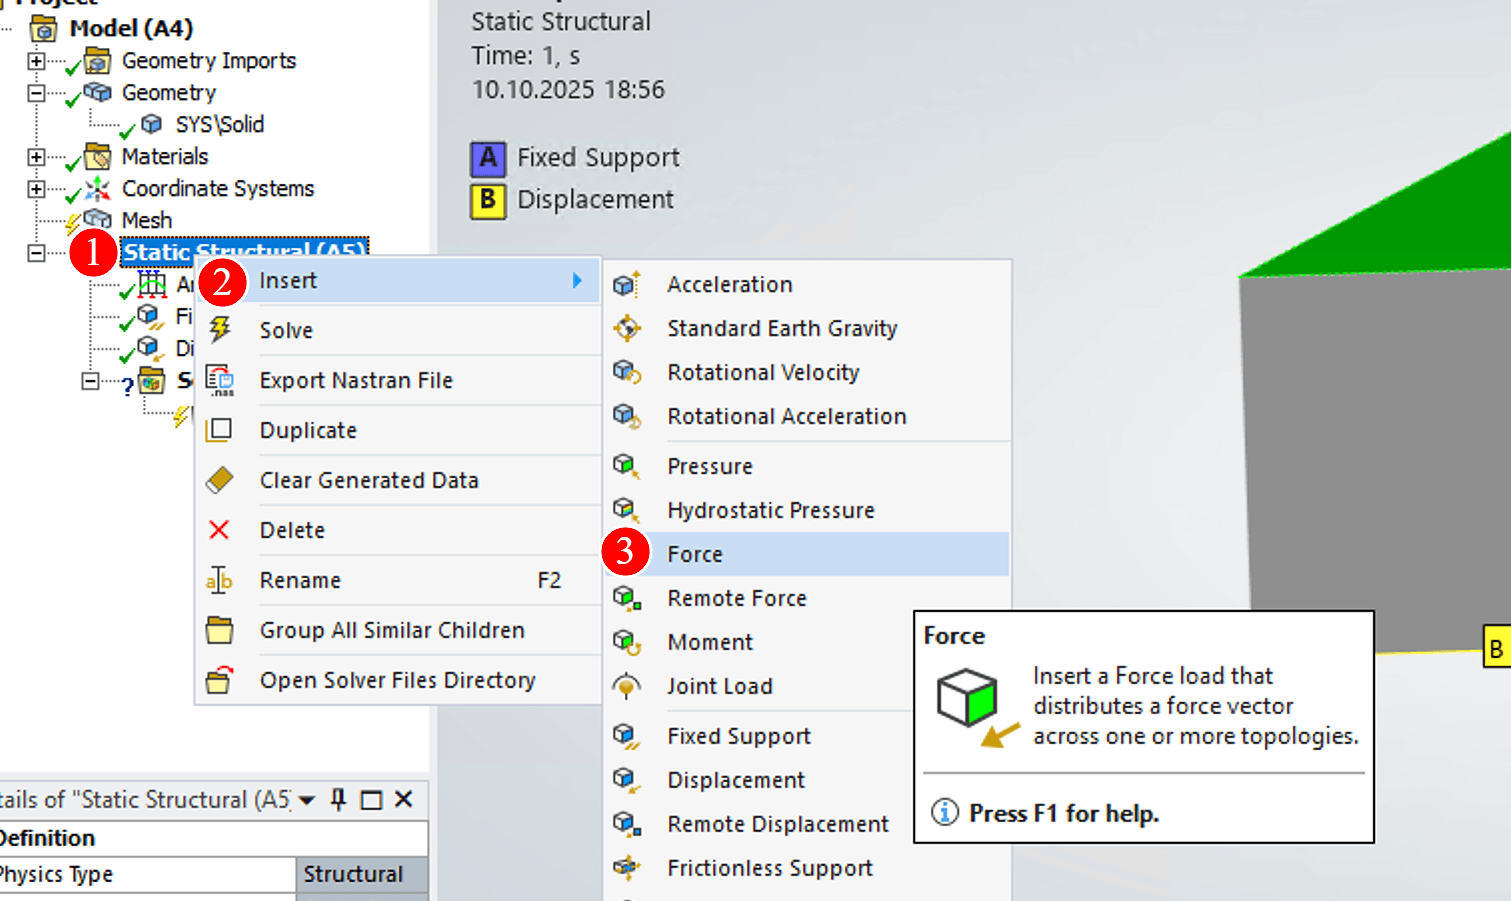 Project
Model (A4)
Geometry Imports
Geometry
SYS\Solid
Materials
Coordinate Systems
Mesh
1
Static Structural (A5)
Static Structural
Time: 1, s
10.10.2025 18:56
A Fixed Support
B Displacement
2
Insert
Solve
Export Nastran File
Duplicate
Clear Generated Data
Delete
Rename F2
Group All Similar Children
Open Solver Files Directory
Acceleration
Standard Earth Gravity
Rotational Velocity
Rotational Acceleration
Pressure
Hydrostatic Pressure
3
Force
Remote Force
Moment
Joint Load
Fixed Support
Displacement
Remote Displacement
Frictionless Support
Force
Insert a Force load that
distributes a force vector
across one or more topologies.
Press F1 for help.
B
tails of "Static Structural (A5)
Definition
Physics Type Structural